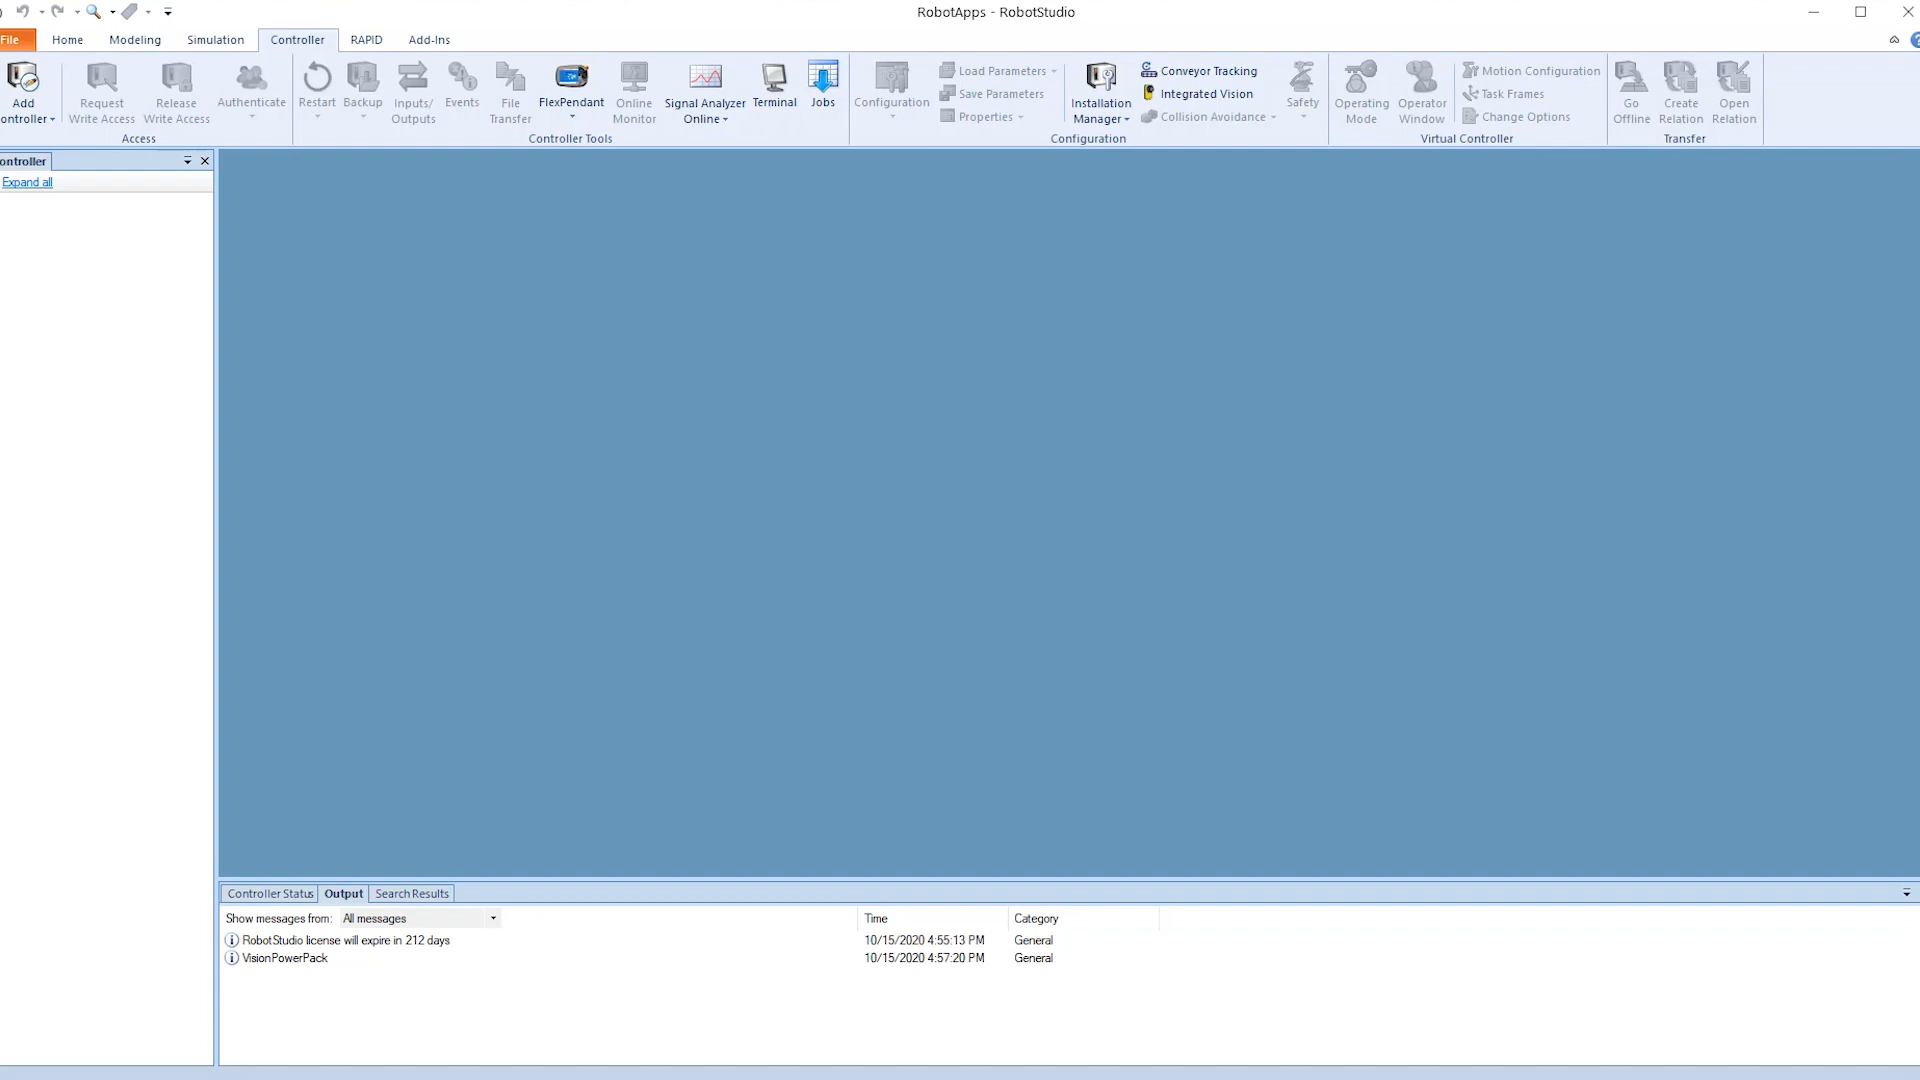 RobotApps - RobotStudio
File Home Modeling Simulation Controller RAPID Add-Ins
Add
ontroller
Request
Write Access
Release
Write Access
Authenticate
Access
Restart
Backup
Inputs/
Outputs
Events
File
Transfer
FlexPendant
Online
Monitor
Signal Analyzer
Online
Terminal
Jobs
Controller Tools
Configuration
Load Parameters
Save Parameters
Properties
Installation
Manager
Conveyor Tracking
Integrated Vision
Collision Avoidance
Safety
Configuration
Operating
Mode
Operator
Window
Motion Configuration
Task Frames
Change Options
Virtual Controller
Go
Offline
Create
Relation
Open
Relation
Transfer
ontroller
Expand all
Controller Status Output Search Results
Show messages from: All messages Time Category
RobotStudio license will expire in 212 days 10/15/2020 4:55:13 PM General
VisionPowerPack 10/15/2020 4:57:20 PM General